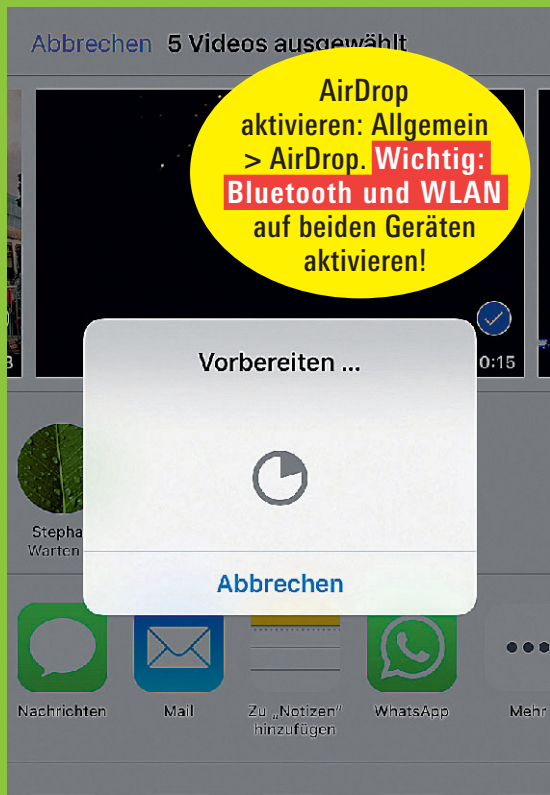 Abbrechen 5 Videos ausgewählt
AirDrop
aktivieren: Allgemein
> AirDrop. Wichtig:
Bluetooth und WLAN
auf beiden Geräten
aktivieren!
0:15
Vorbereiten ...
Warten
Abbrechen
Nachrichten
Mail
Zu „Notizen“
hinzufügen
WhatsApp
Mehr